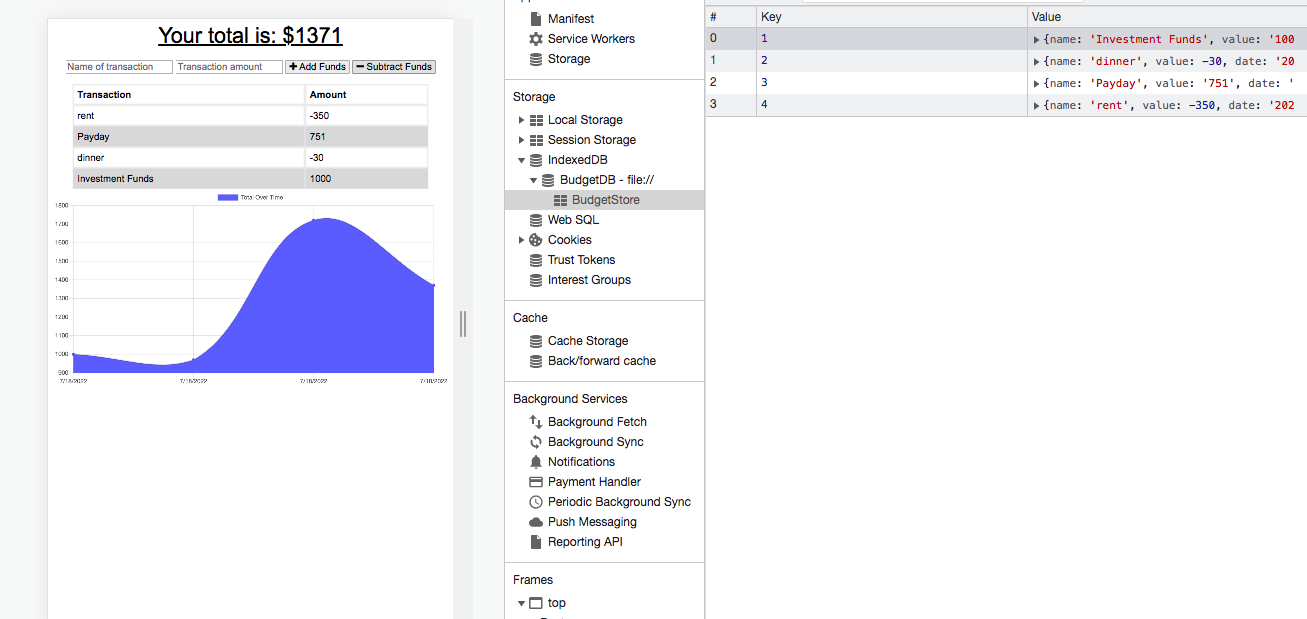 Your total is: $1371
Name of transaction Transaction amount Add Funds Subtract Funds
Transaction Amount
rent -350
Payday 751
dinner -30
Investment Funds 1000
Total Over Time
1800
1700
1600
1500
1400
1300
1200
1100
1000
900
7/18/2022 7/18/2022 7/18/2022 7/18/2022
Manifest
Service Workers
Storage
Storage
Local Storage
Session Storage
IndexedDB
BudgetDB - file://
BudgetStore
Web SQL
Cookies
Trust Tokens
Interest Groups
Cache
Cache Storage
Back/forward cache
Background Services
Background Fetch
Background Sync
Notifications
Payment Handler
Periodic Background Sync
Push Messaging
Reporting API
Frames
top
# Key Value
0 1 {name: 'Investment Funds', value: '100
1 2 {name: 'dinner', value: -30, date: '20
2 3 {name: 'Payday', value: '751', date: '
3 4 {name: 'rent', value: -350, date: '202